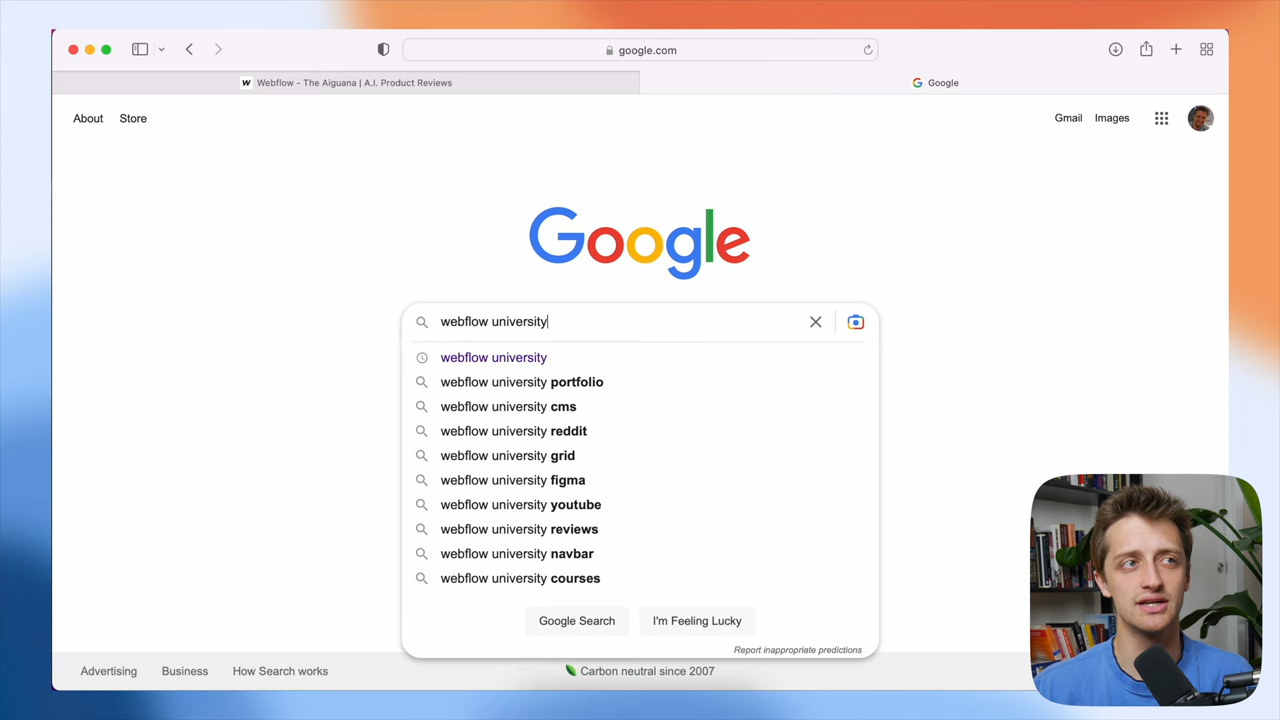 google.com
W Webflow - The Aiguana | A.I. Product Reviews
G Google
About Store
Gmail Images
Google
webflow university
webflow university
webflow university portfolio
webflow university cms
webflow university reddit
webflow university grid
webflow university figma
webflow university youtube
webflow university reviews
webflow university navbar
webflow university courses
Google Search I'm Feeling Lucky
Report inappropriate predictions
Advertising Business How Search works
Carbon neutral since 2007